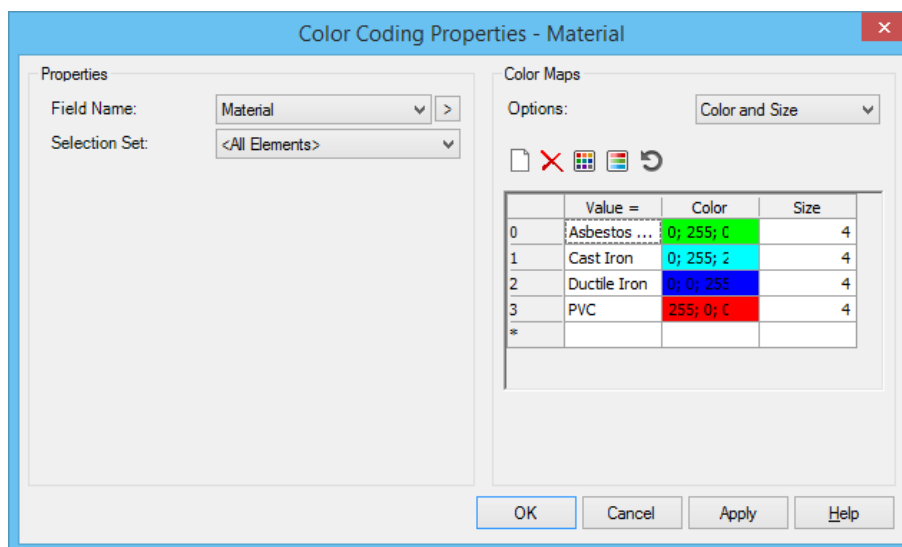 Color Coding Properties - Material
Properties
Field Name: Material >
Selection Set: <All Elements>
Color Maps
Options: Color and Size
Value = Color Size
0 Asbestos ... 0; 255; 0 4
1 Cast Iron 0; 255; 2 4
2 Ductile Iron 0; 0; 255 4
3 PVC 255; 0; 0 4
*
OK Cancel Apply Help